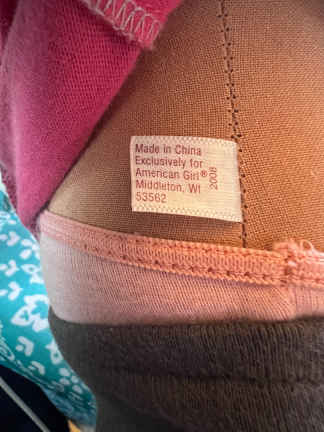 Made in China
Exclusively for
American Girl®
Middleton, WI
53562
2008